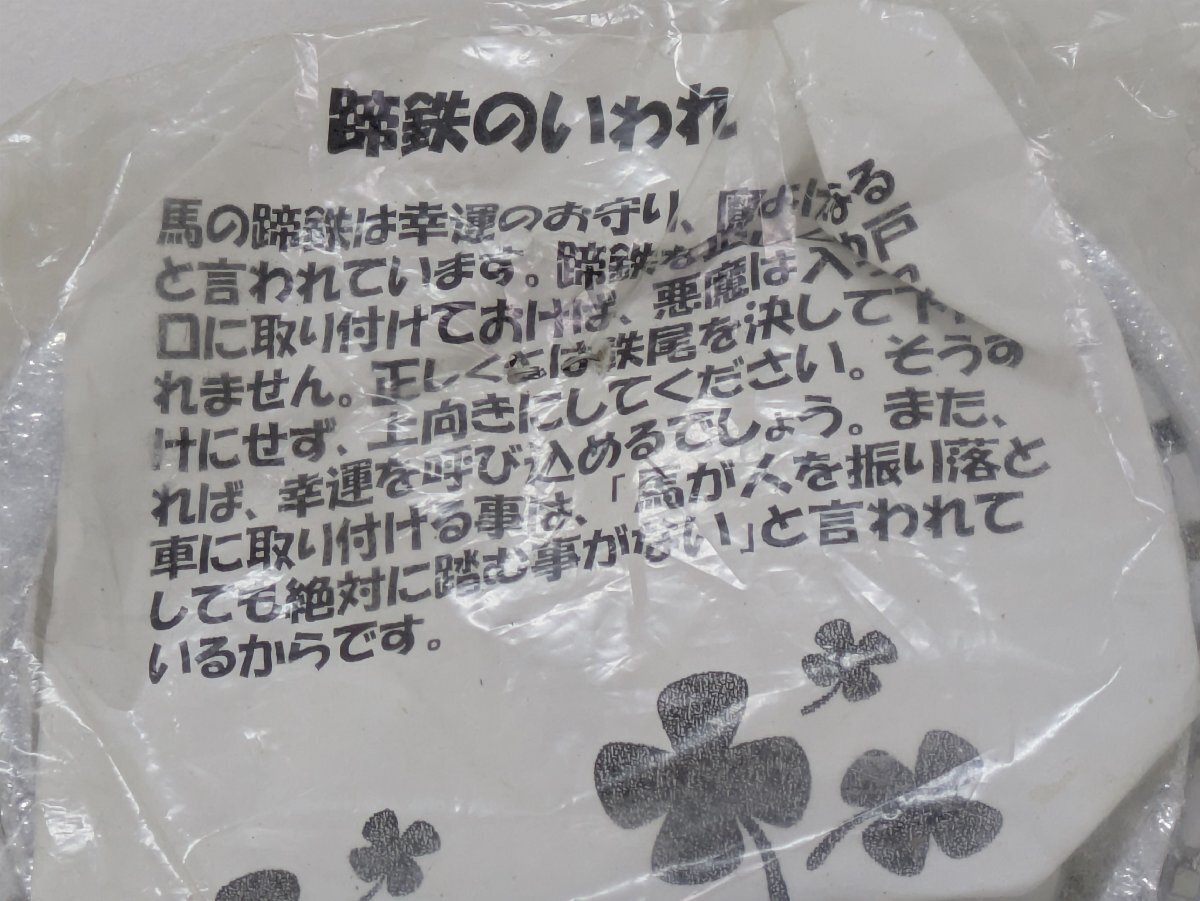 蹄鉄のいわれ
馬の蹄鉄は幸運のお守り、魔よけになる
と言われています。蹄鉄を戸
口に取り付けておけば、悪魔は入
れません。正しくは鉄尾を決して下
けにせず、上向きにしてください。そうす
れば、幸運を呼び込めるでしょう。また、
車に取り付ける事は、「馬が人を振り落と
しても絶対に踏む事がない」と言われて
いるからです。